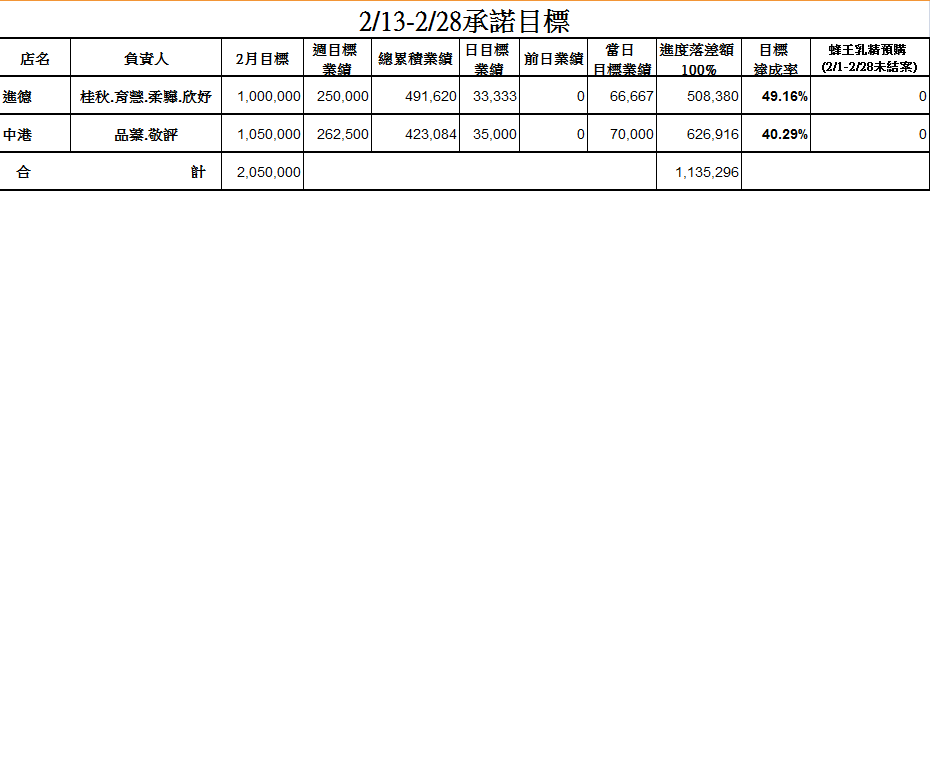 2/13-2/28承諾目標
店名 負責人 2月目標 週目標業績 總累積業績 日目標業績 前日業績 當日目標業績 進度落差額100% 目標達成率 蜂王乳精預購(2/1-2/28未結案)
進德 桂秋.育慧.柔驊.欣妤 1,000,000 250,000 491,620 33,333 0 66,667 508,380 49.16% 0
中港 品蓁.敬評 1,050,000 262,500 423,084 35,000 0 70,000 626,916 40.29% 0
合 計 2,050,000 1,135,296